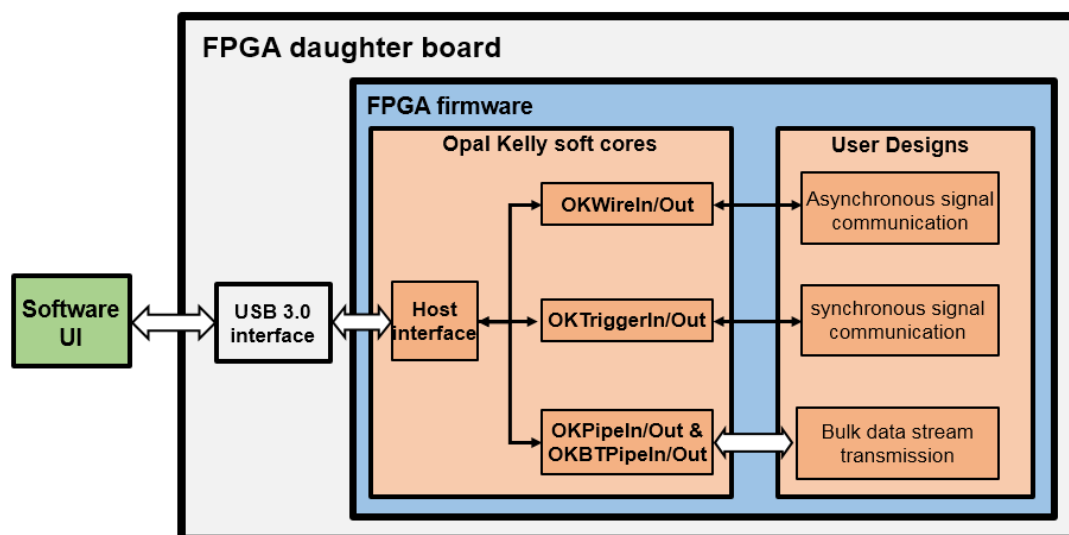 FPGA daughter board
FPGA firmware
Opal Kelly soft cores
User Designs
OKWireIn/Out
Asynchronous signal
communication
Software
UI
USB 3.0
interface
Host
interface
OKTriggerIn/Out
synchronous signal
communication
OKPipeIn/Out &
OKBTPipeIn/Out
Bulk data stream
transmission